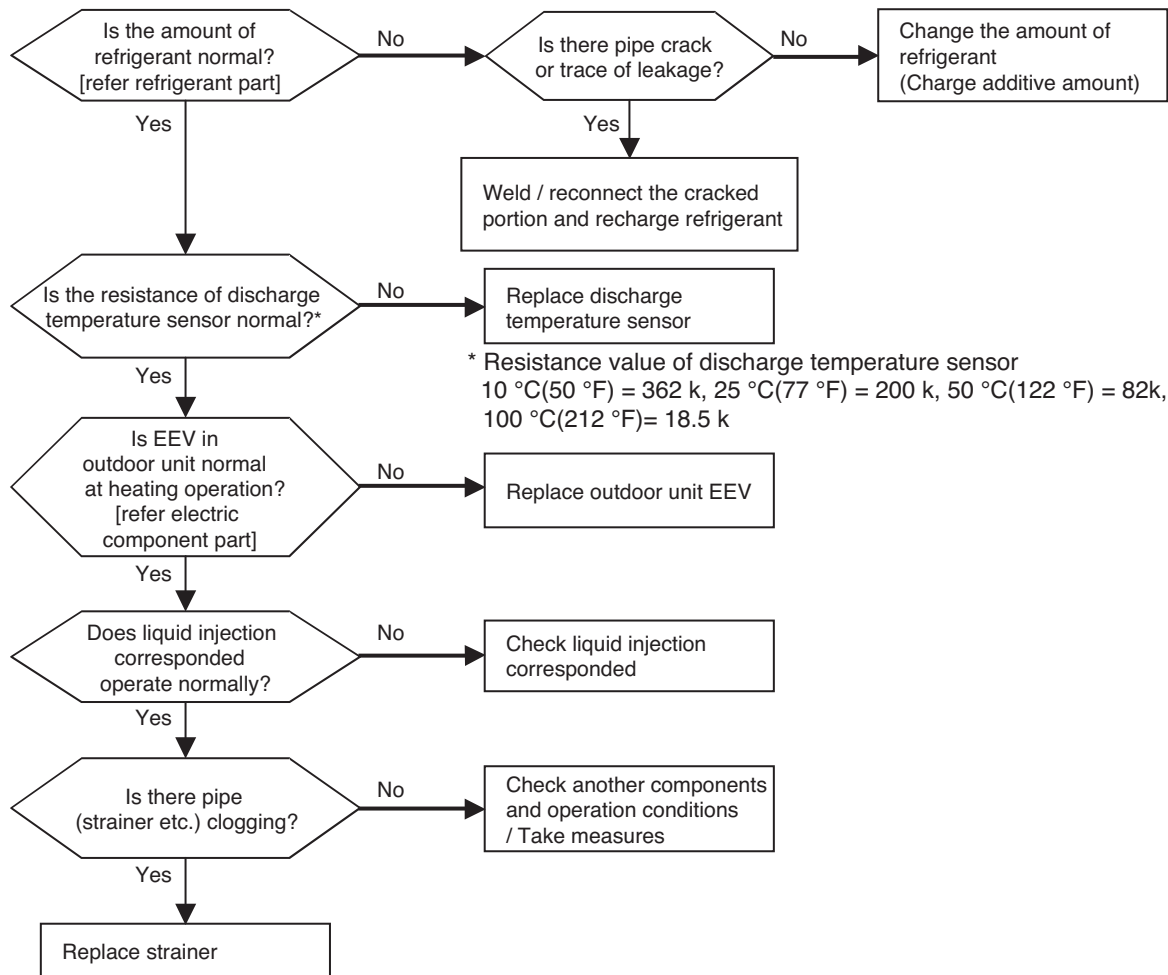 Is the amount of
refrigerant normal?
[refer refrigerant part]
No
Is there pipe crack
or trace of leakage?
No
Change the amount of
refrigerant
(Charge additive amount)
Yes
Yes
Weld / reconnect the cracked
portion and recharge refrigerant
Is the resistance of discharge
temperature sensor normal?*
No
Replace discharge
temperature sensor
* Resistance value of discharge temperature sensor
10 °C(50 °F) = 362 k, 25 °C(77 °F) = 200 k, 50 °C(122 °F) = 82k,
100 °C(212 °F)= 18.5 k
Yes
Is EEV in
outdoor unit normal
at heating operation?
[refer electric
component part]
No
Replace outdoor unit EEV
Yes
Does liquid injection
corresponded
operate normally?
No
Check liquid injection
corresponded
Yes
Is there pipe
(strainer etc.) clogging?
No
Check another components
and operation conditions
/ Take measures
Yes
Replace strainer